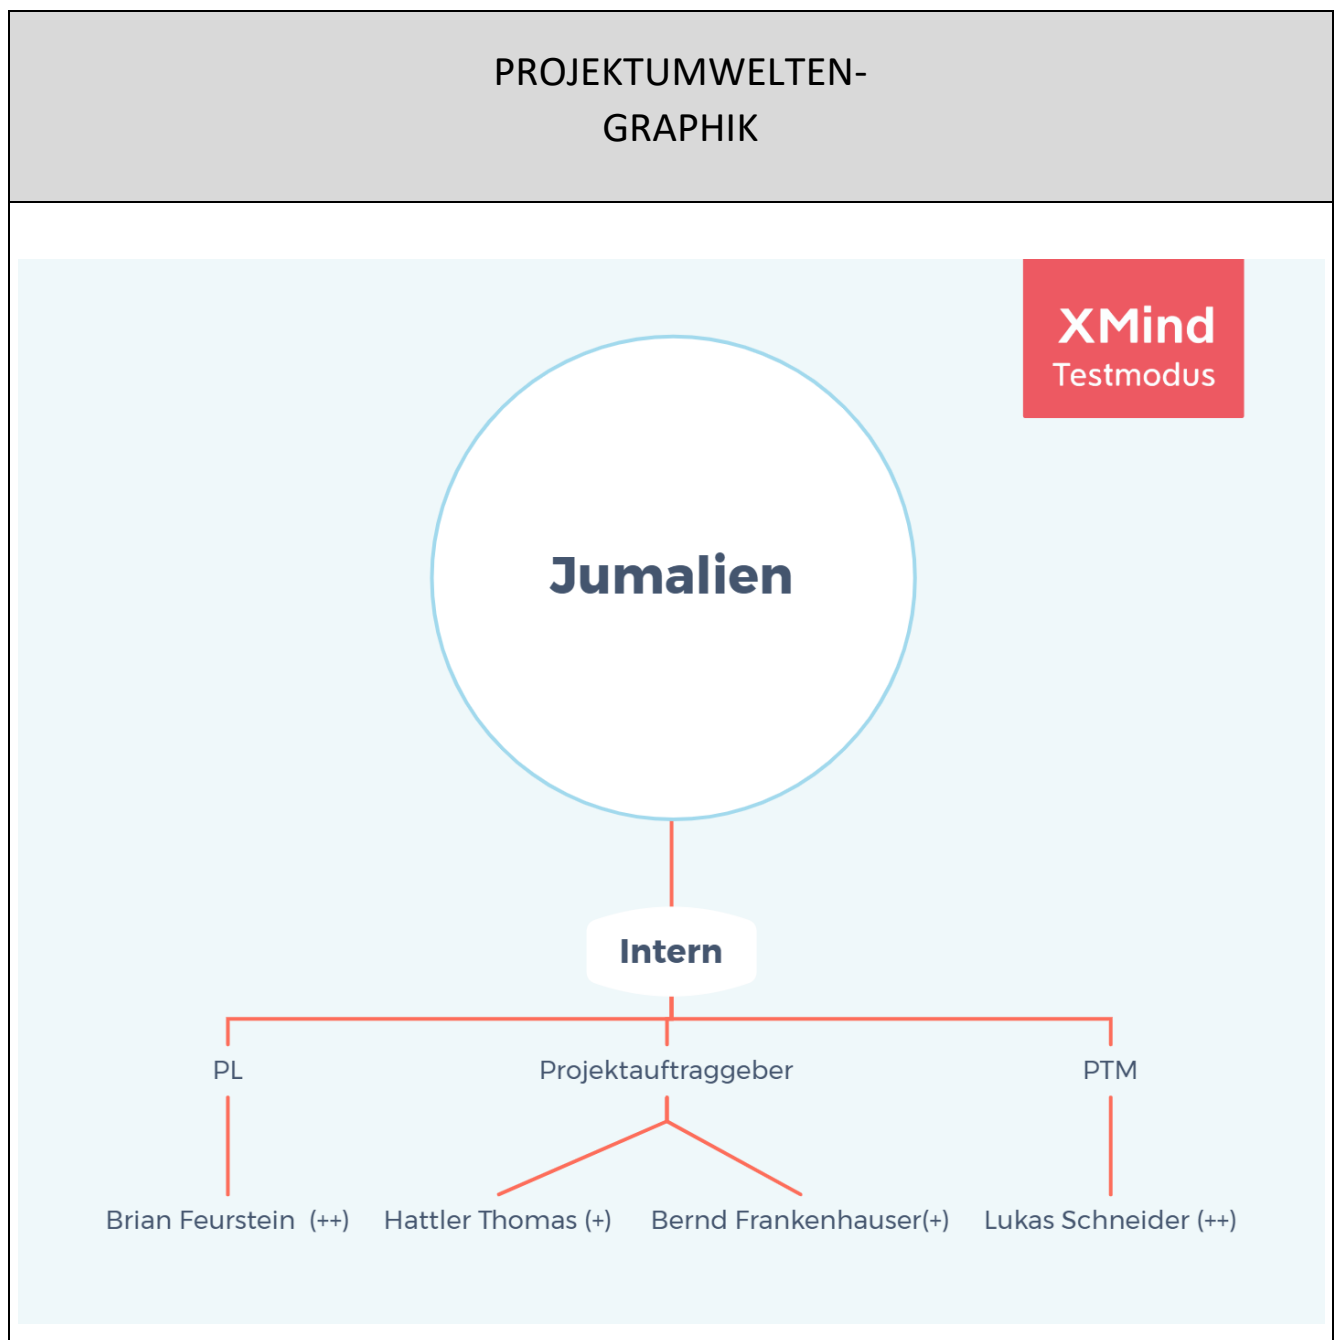 PROJEKTUMWELTEN-
GRAPHIK
XMind
Testmodus
Jumalien
Intern
PL Projektauftraggeber PTM
Brian Feurstein (++) Hattler Thomas (+) Bernd Frankenhauser(+) Lukas Schneider (++)